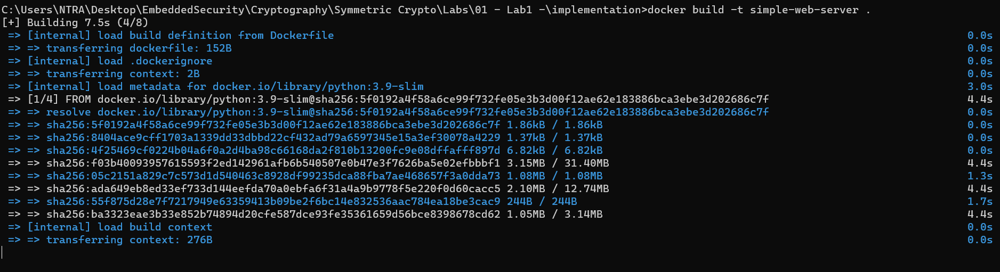 C:\Users\NTRA\Desktop\EmbeddedSecurity\Cryptography\Symmetric Crypto\Labs\01 - Lab1 -\implementation>docker build -t simple-web-server .
[+] Building 7.5s (4/8)
=> [internal] load build definition from Dockerfile 0.0s
=> => transferring dockerfile: 152B 0.0s
=> [internal] load .dockerignore 0.0s
=> => transferring context: 2B 0.0s
=> [internal] load metadata for docker.io/library/python:3.9-slim 3.0s
=> [1/4] FROM docker.io/library/python:3.9-slim@sha256:5f0192a4f58a6ce99f732fe05e3b3d00f12ae62e183886bca3ebe3d202686c7f 4.4s
=> => resolve docker.io/library/python:3.9-slim@sha256:5f0192a4f58a6ce99f732fe05e3b3d00f12ae62e183886bca3ebe3d202686c7f 0.0s
=> => sha256:5f0192a4f58a6ce99f732fe05e3b3d00f12ae62e183886bca3ebe3d202686c7f 1.86kB / 1.86kB 0.0s
=> => sha256:8404ace9cff1703a1339dd33dbbd22cf432ad79a6597345e15a3ef30078a4229 1.37kB / 1.37kB 0.0s
=> => sha256:4f25469cf0224b04a6f0a2d4ba98c66168da2f810b13200fc9e08dffafff897d 6.82kB / 6.82kB 0.0s
=> => sha256:f03b40093957615593f2ed142961afb6b540507e0b47e3f7626ba5e02efbbbf1 3.15MB / 31.40MB 4.4s
=> => sha256:05c2151a829c7c573d1d540463c8928df99235dca88fba7ae468657f3a0dda73 1.08MB / 1.08MB 1.3s
=> => sha256:ada649eb8ed33ef733d144eefda70a0ebfa6f31a4a9b9778f5e220f0d60cacc5 2.10MB / 12.74MB 4.4s
=> => sha256:55f875d28e7f7217949e63359413b09be2f6bc14e832536aac784ea18be3cac9 244B / 244B 1.7s
=> => sha256:ba3323eae3b33e852b74894d20cfe587dce93fe35361659d56bce8398678cd62 1.05MB / 3.14MB 4.4s
=> [internal] load build context 0.0s
=> => transferring context: 276B 0.0s